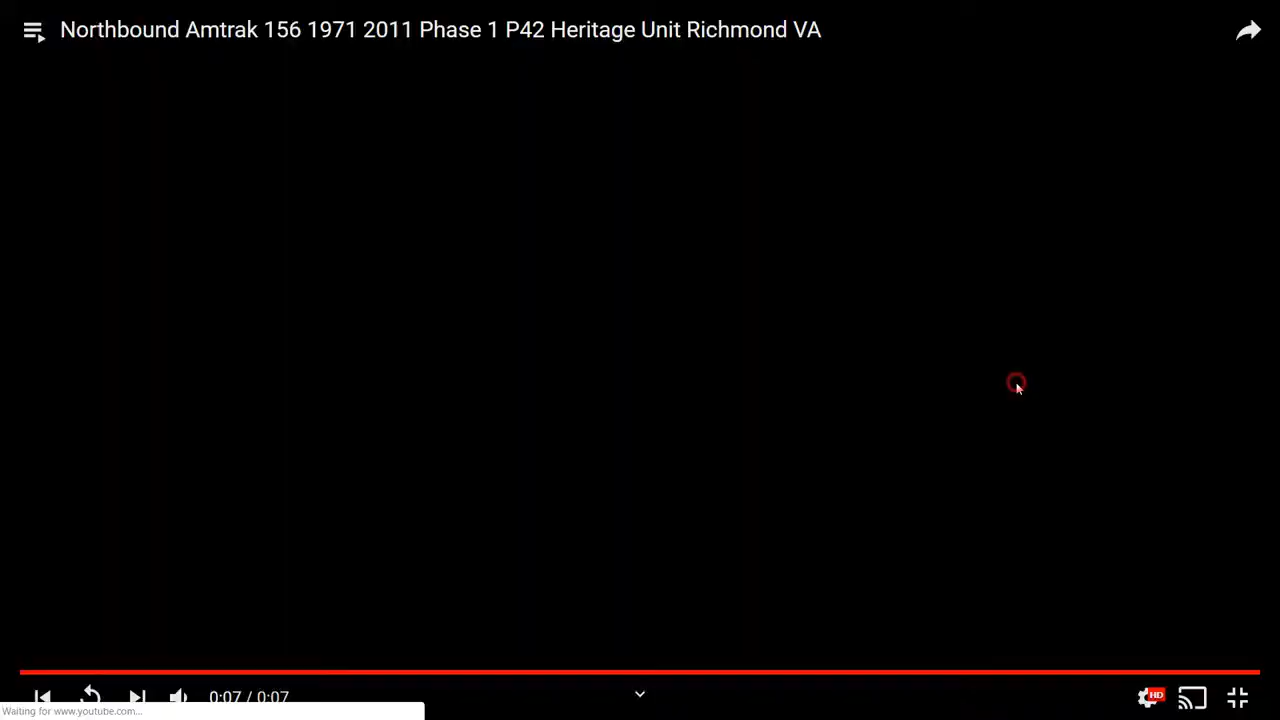 Northbound Amtrak 156 1971 2011 Phase 1 P42 Heritage Unit Richmond VA
0:07 / 0:07
HD
Waiting for www.youtube.com...